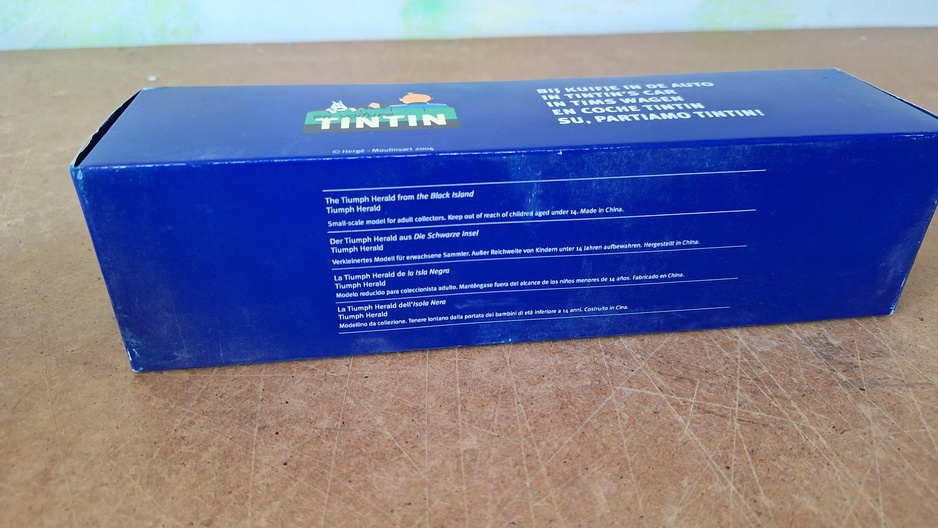 TINTIN
© Hergé - Moulinsart 2004
BIJ KUIFJE IN DE AUTO
IN TINTIN'S CAR
IN TIMS WAGEN
EN COCHE TINTIN
SU, PARTIAMO TINTIN!
The Tiumph Herald from the Black Island
Tiumph Herald
Small-scale model for adult collectors. Keep out of reach of children aged under 14. Made in China.
Der Tiumph Herald aus Die Schwarze Insel
Tiumph Herald
Verkleinertes Modell für erwachsene Sammler. Außer Reichweite von Kindern unter 14 Jahren aufbewahren. Hergestellt in China.
La Tiumph Herald de la Isla Negra
Tiumph Herald
Modelo reducido para coleccionista adulto. Manténgase fuera del alcance de los niños menores de 14 años. Fabricado en China.
La Tiumph Herald dell'Isola Nera
Tiumph Herald
Modellino da collezione. Tenere lontano dalla portata dei bambini di età inferiore a 14 anni. Costruito in Cina.